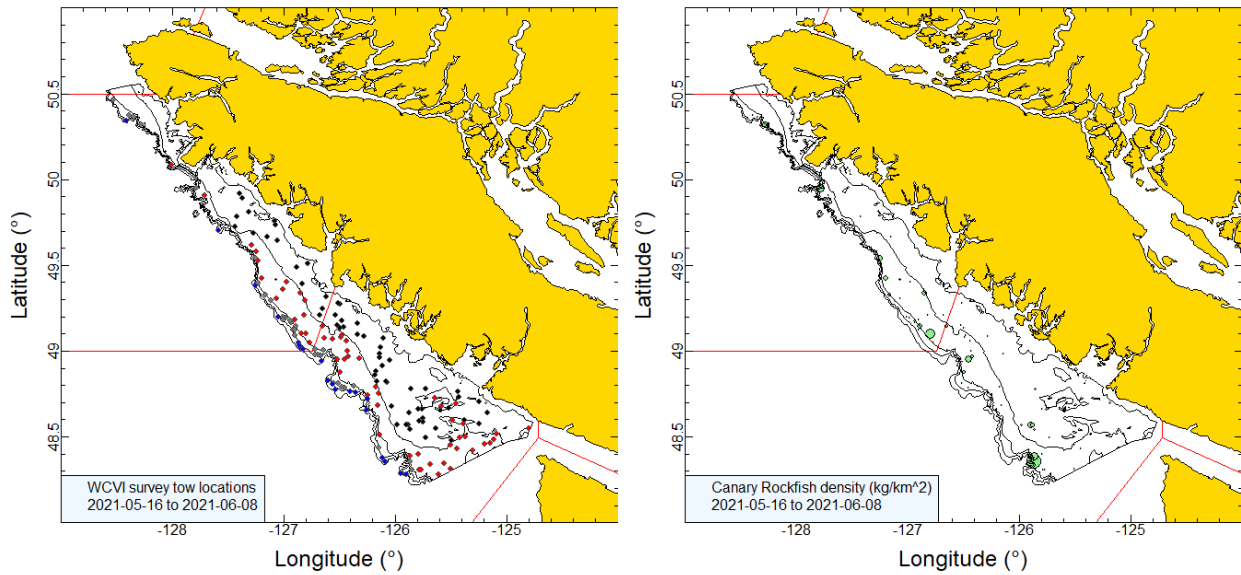 50.5
50
49.5
49
48.5
Latitude (°)
WCVI survey tow locations
2021-05-16 to 2021-06-08
-128
-127
-126
-125
Longitude (°)
50.5
50
49.5
49
48.5
Latitude (°)
Canary Rockfish density (kg/km^2)
2021-05-16 to 2021-06-08
-128
-127
-126
-125
Longitude (°)